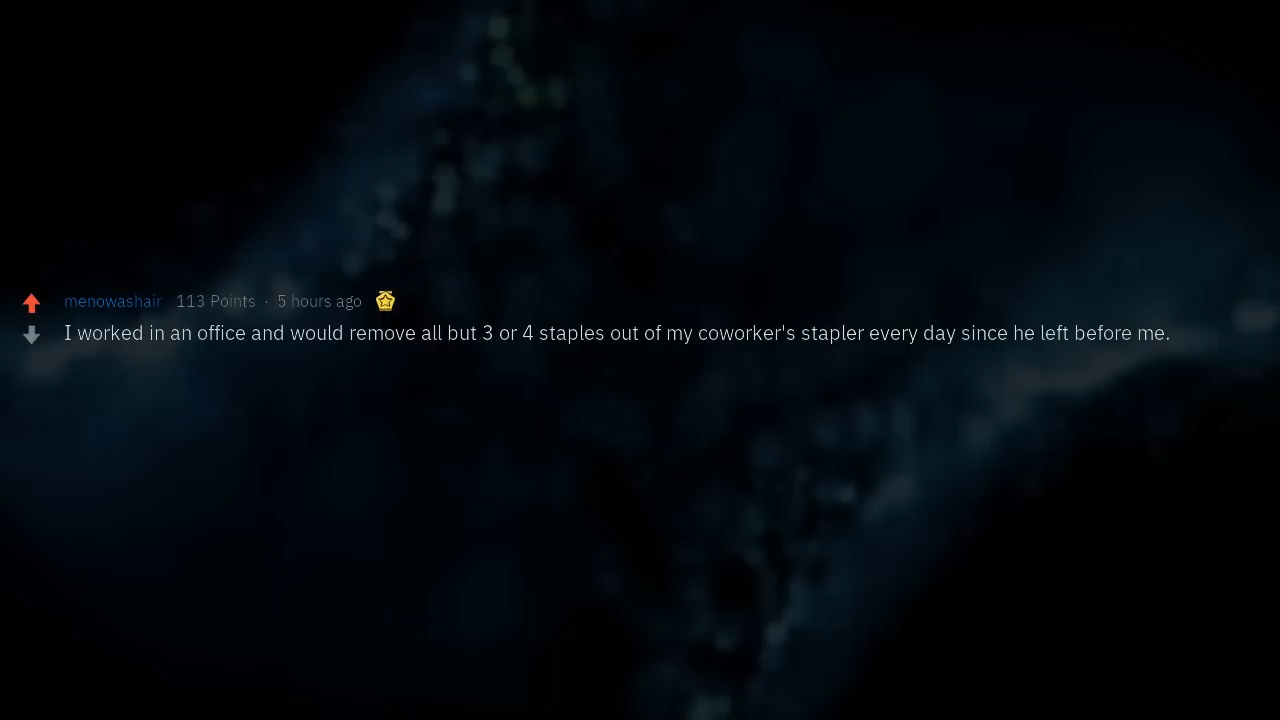 menowashair 113 Points · 5 hours ago
I worked in an office and would remove all but 3 or 4 staples out of my coworker's stapler every day since he left before me.